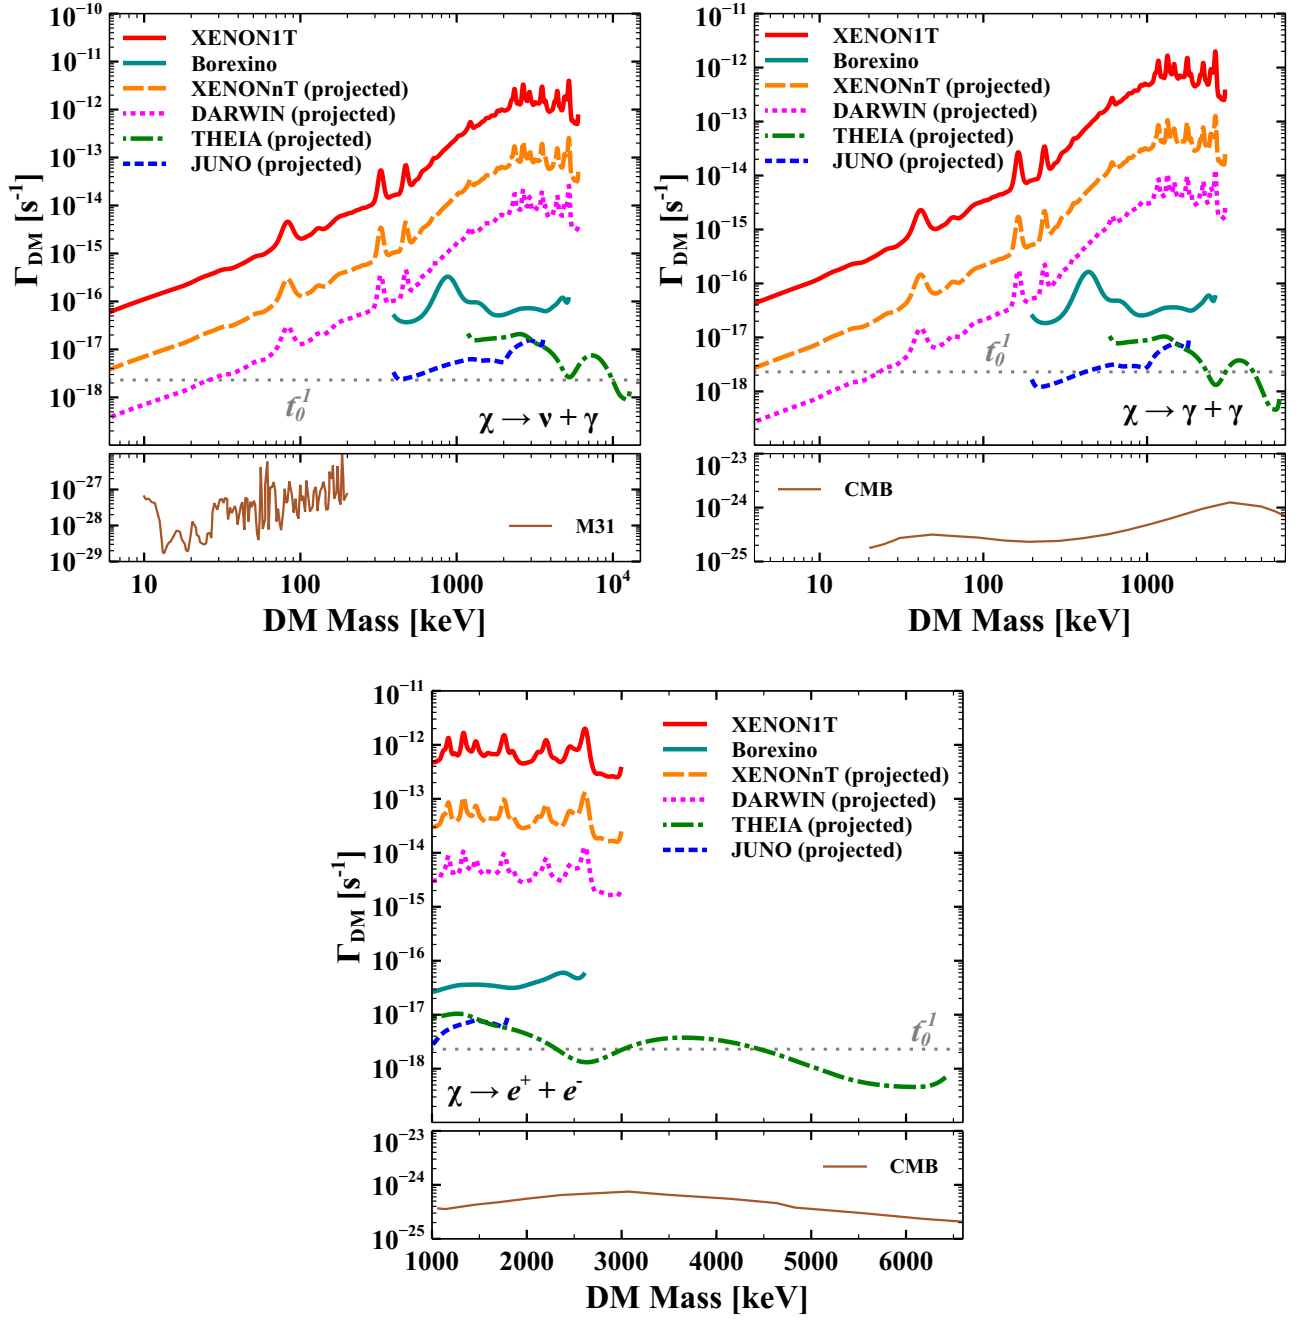 XENON1T
Borexino
XENONnT (projected)
DARWIN (projected)
THEIA (projected)
JUNO (projected)
10⁻¹⁰
10⁻¹¹
10⁻¹²
10⁻¹³
10⁻¹⁴
10⁻¹⁵
10⁻¹⁶
10⁻¹⁷
10⁻¹⁸
Γ_DM [s⁻¹]
t₀⁻¹
χ → ν + γ
10⁻²⁷
10⁻²⁸
10⁻²⁹
M31
10 100 1000 10⁴
DM Mass [keV]
XENON1T
Borexino
XENONnT (projected)
DARWIN (projected)
THEIA (projected)
JUNO (projected)
10⁻¹¹
10⁻¹²
10⁻¹³
10⁻¹⁴
10⁻¹⁵
10⁻¹⁶
10⁻¹⁷
10⁻¹⁸
Γ_DM [s⁻¹]
t₀⁻¹
χ → γ + γ
10⁻²³
10⁻²⁴
10⁻²⁵
CMB
10 100 1000
DM Mass [keV]
XENON1T
Borexino
XENONnT (projected)
DARWIN (projected)
THEIA (projected)
JUNO (projected)
10⁻¹¹
10⁻¹²
10⁻¹³
10⁻¹⁴
10⁻¹⁵
10⁻¹⁶
10⁻¹⁷
10⁻¹⁸
Γ_DM [s⁻¹]
t₀⁻¹
χ → e⁺ + e⁻
10⁻²³
10⁻²⁴
10⁻²⁵
CMB
1000 2000 3000 4000 5000 6000
DM Mass [keV]